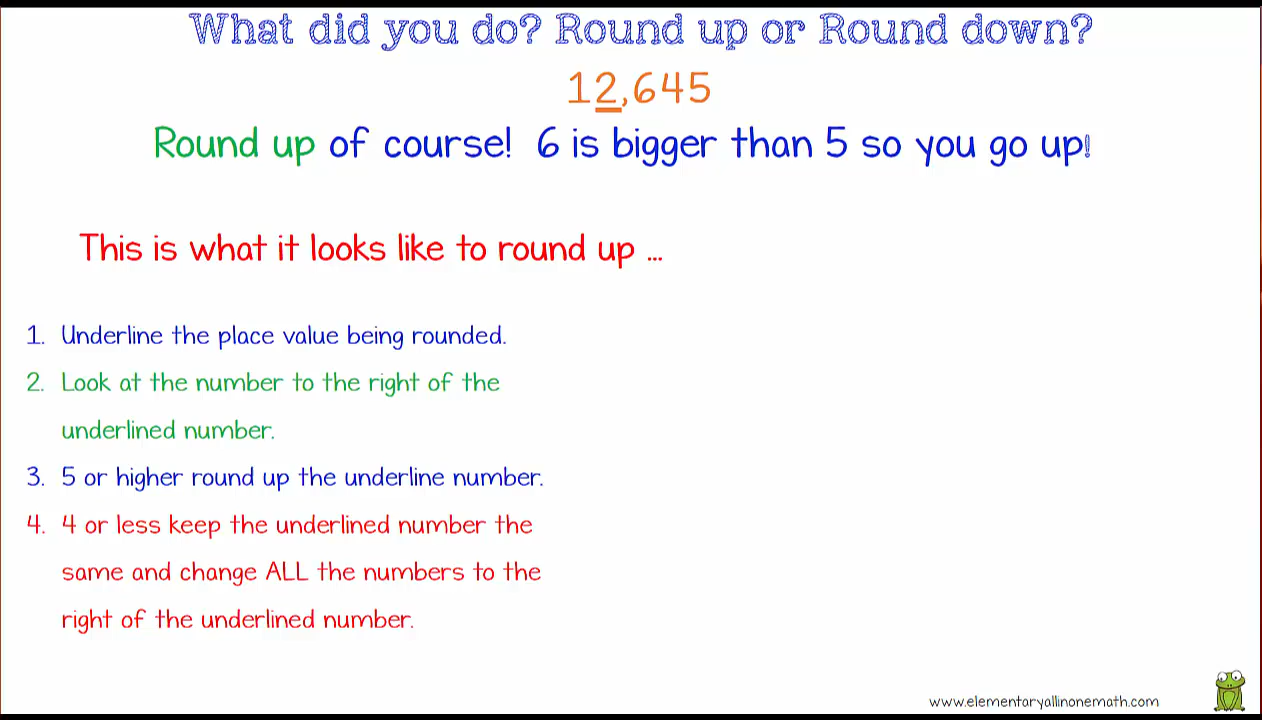 What did you do? Round up or Round down?
12,645
Round up of course! 6 is bigger than 5 so you go up!
This is what it looks like to round up ...
1. Underline the place value being rounded.
2. Look at the number to the right of the
underlined number.
3. 5 or higher round up the underline number.
4. 4 or less keep the underlined number the
same and change ALL the numbers to the
right of the underlined number.
www.elementaryallinonemath.com